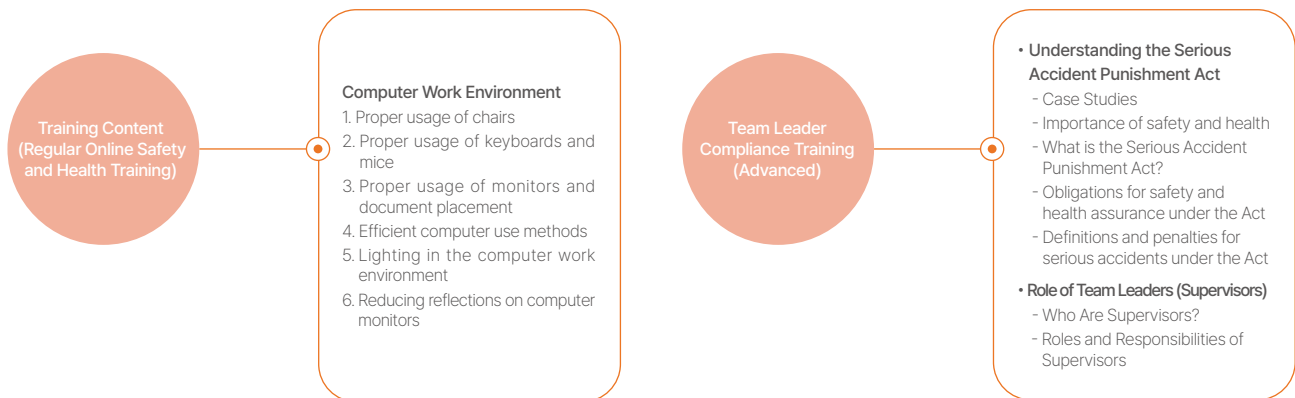 Training Content
(Regular Online Safety
and Health Training)
Computer Work Environment
1. Proper usage of chairs
2. Proper usage of keyboards and
mice
3. Proper usage of monitors and
document placement
4. Efficient computer use methods
5. Lighting in the computer work
environment
6. Reducing reflections on computer
monitors
Team Leader
Compliance Training
(Advanced)
• Understanding the Serious
Accident Punishment Act
- Case Studies
- Importance of safety and health
- What is the Serious Accident
Punishment Act?
- Obligations for safety and
health assurance under the Act
- Definitions and penalties for
serious accidents under the Act
• Role of Team Leaders (Supervisors)
- Who Are Supervisors?
- Roles and Responsibilities of
Supervisors